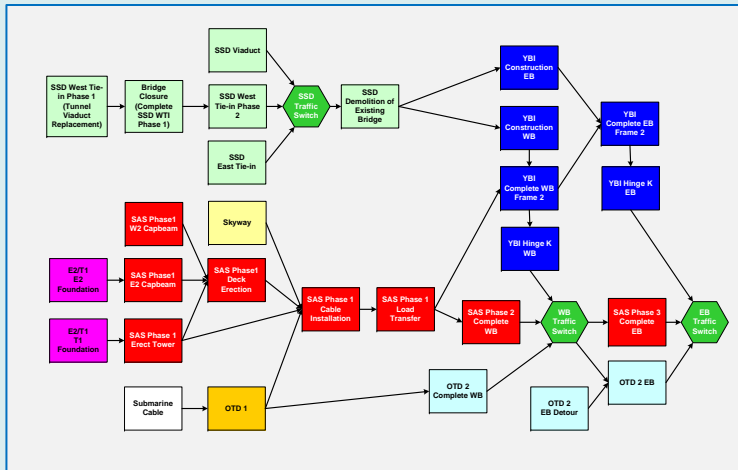 SSD Viaduct
SSD West Tie-
in Phase 1
(Tunnel
Viaduct
Replacement)
Bridge
Closure
(Complete
SSD WTI
Phase 1)
SSD West
Tie-in Phase
2
SSD
Traffic
Switch
SSD
Demolition of
Existing
Bridge
SSD
East Tie-in
YBI
Construction
EB
YBI
Construction
WB
YBI
Complete EB
Frame 2
YBI
Complete WB
Frame 2
YBI Hinge K
EB
YBI Hinge K
WB
SAS Phase1
W2 Capbeam
Skyway
E2/T1
E2
Foundation
SAS Phase1
E2 Capbeam
SAS Phase1
Deck
Erection
SAS Phase 1
Cable
Installation
SAS Phase 1
Load
Transfer
SAS Phase 2
Complete
WB
WB
Traffic
Switch
SAS Phase 3
Complete
EB
EB
Traffic
Switch
E2/T1
T1
Foundation
SAS Phase 1
Erect Tower
Submarine
Cable
OTD 1
OTD 2
Complete WB
OTD 2
EB Detour
OTD 2 EB